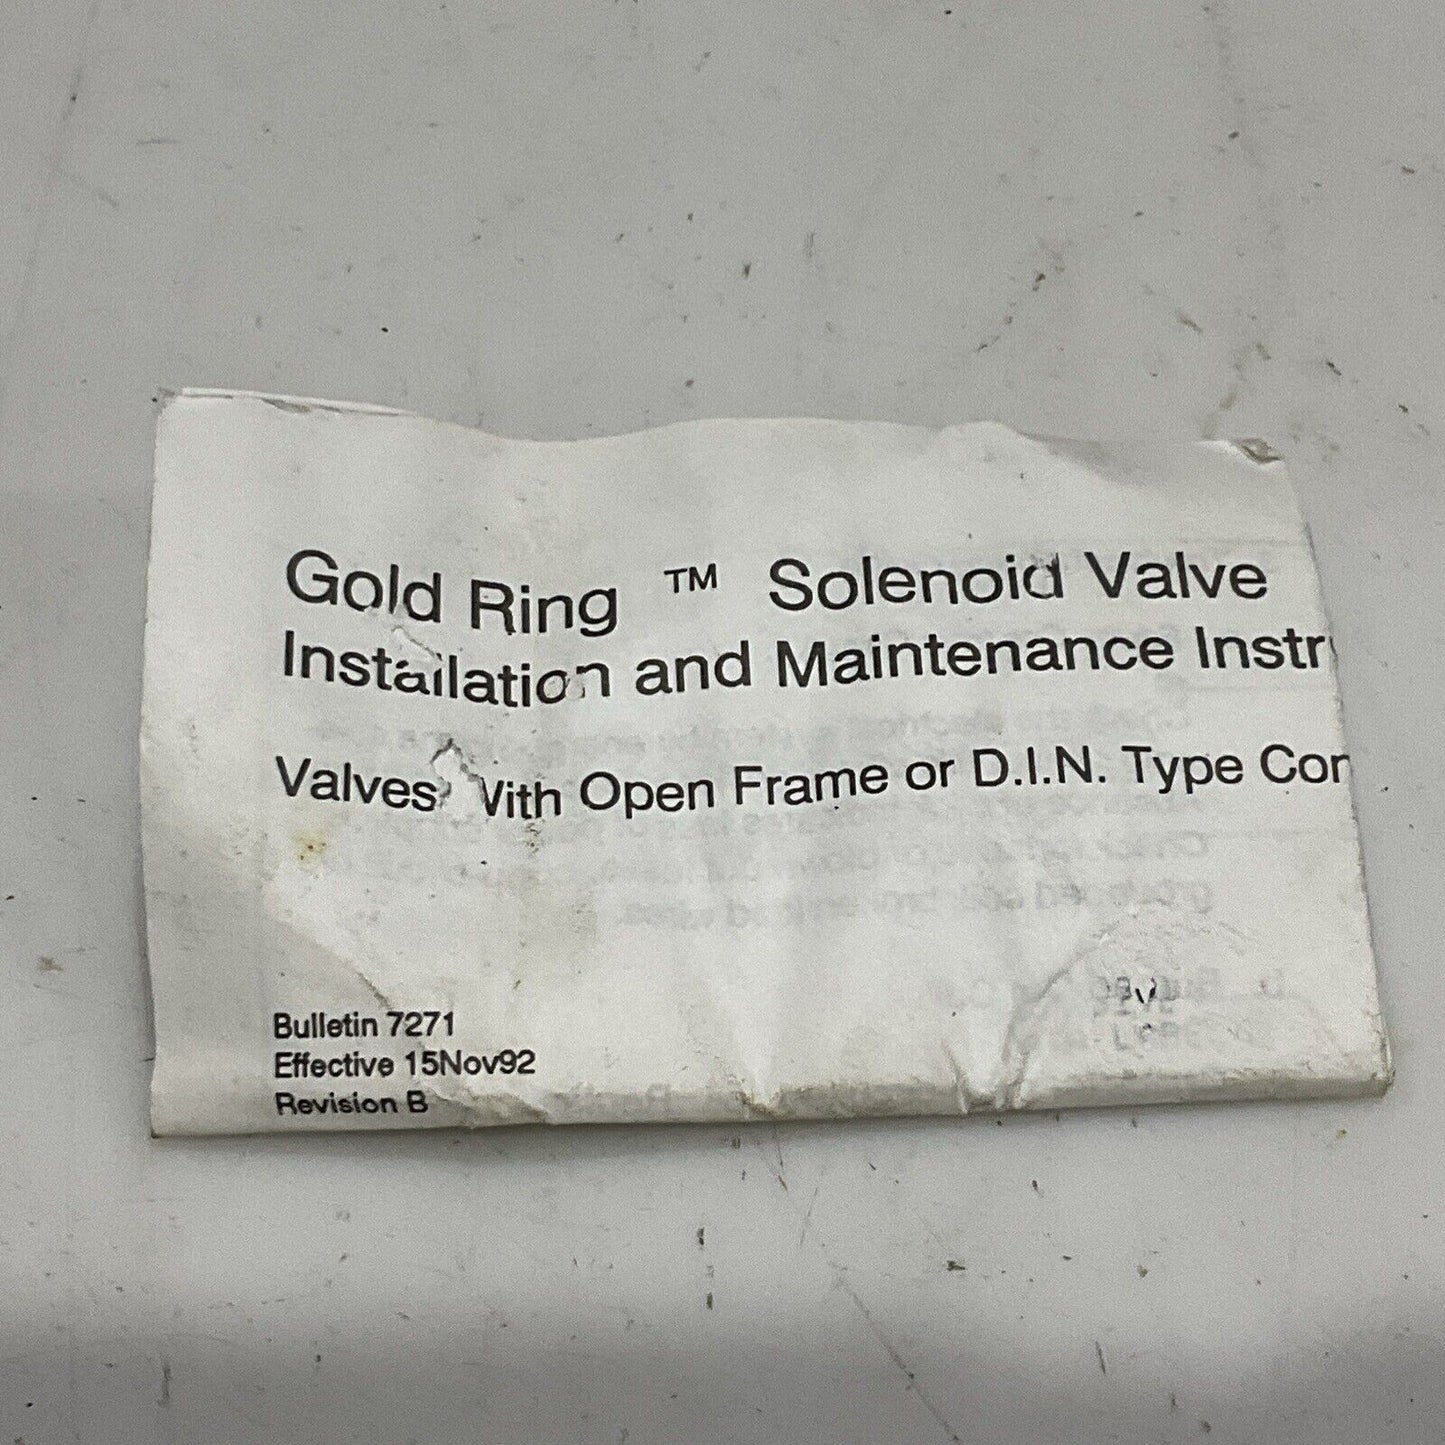 Gold Ring ™ Solenoid Valve
Installation and Maintenance Instr
Valves With Open Frame or D.I.N. Type Con
Bulletin 7271
Effective 15Nov92
Revision B